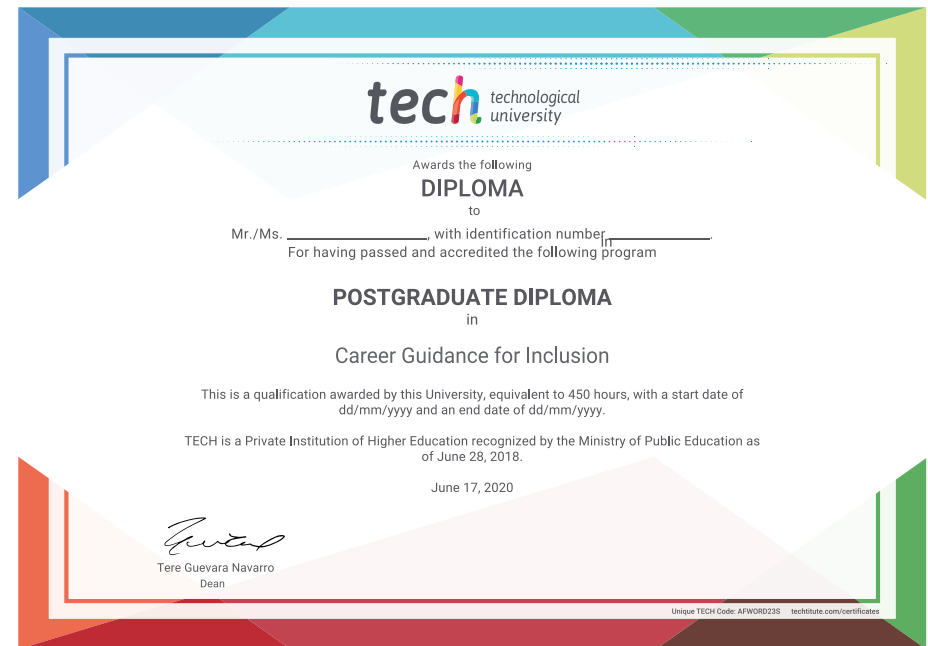 tech technological
university
Awards the following
DIPLOMA
to
Mr./Ms. ____________________, with identification number ______________.
in
For having passed and accredited the following program
POSTGRADUATE DIPLOMA
in
Career Guidance for Inclusion
This is a qualification awarded by this University, equivalent to 450 hours, with a start date of
dd/mm/yyyy and an end date of dd/mm/yyyy.
TECH is a Private Institution of Higher Education recognized by the Ministry of Public Education as
of June 28, 2018.
June 17, 2020
Tere Guevara Navarro
Dean
Unique TECH Code: AFWORD23S techtitute.com/certificates